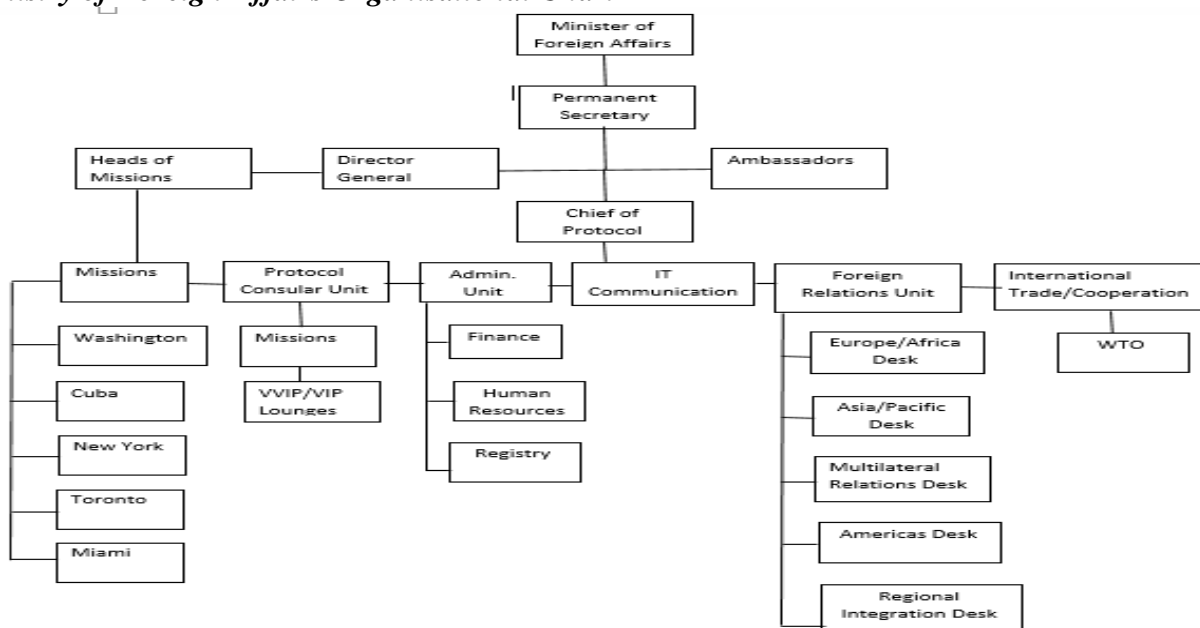 Minister of
Foreign Affairs
Permanent
Secretary
Heads of
Missions
Director
General
Ambassadors
Chief of
Protocol
Missions
Protocol
Consular Unit
Admin.
Unit
IT
Communication
Foreign
Relations Unit
International
Trade/Cooperation
Washington
Cuba
New York
Toronto
Miami
Missions
VVIP/VIP
Lounges
Finance
Human
Resources
Registry
Europe/Africa
Desk
Asia/Pacific
Desk
Multilateral
Relations Desk
Americas Desk
Regional
Integration Desk
WTO